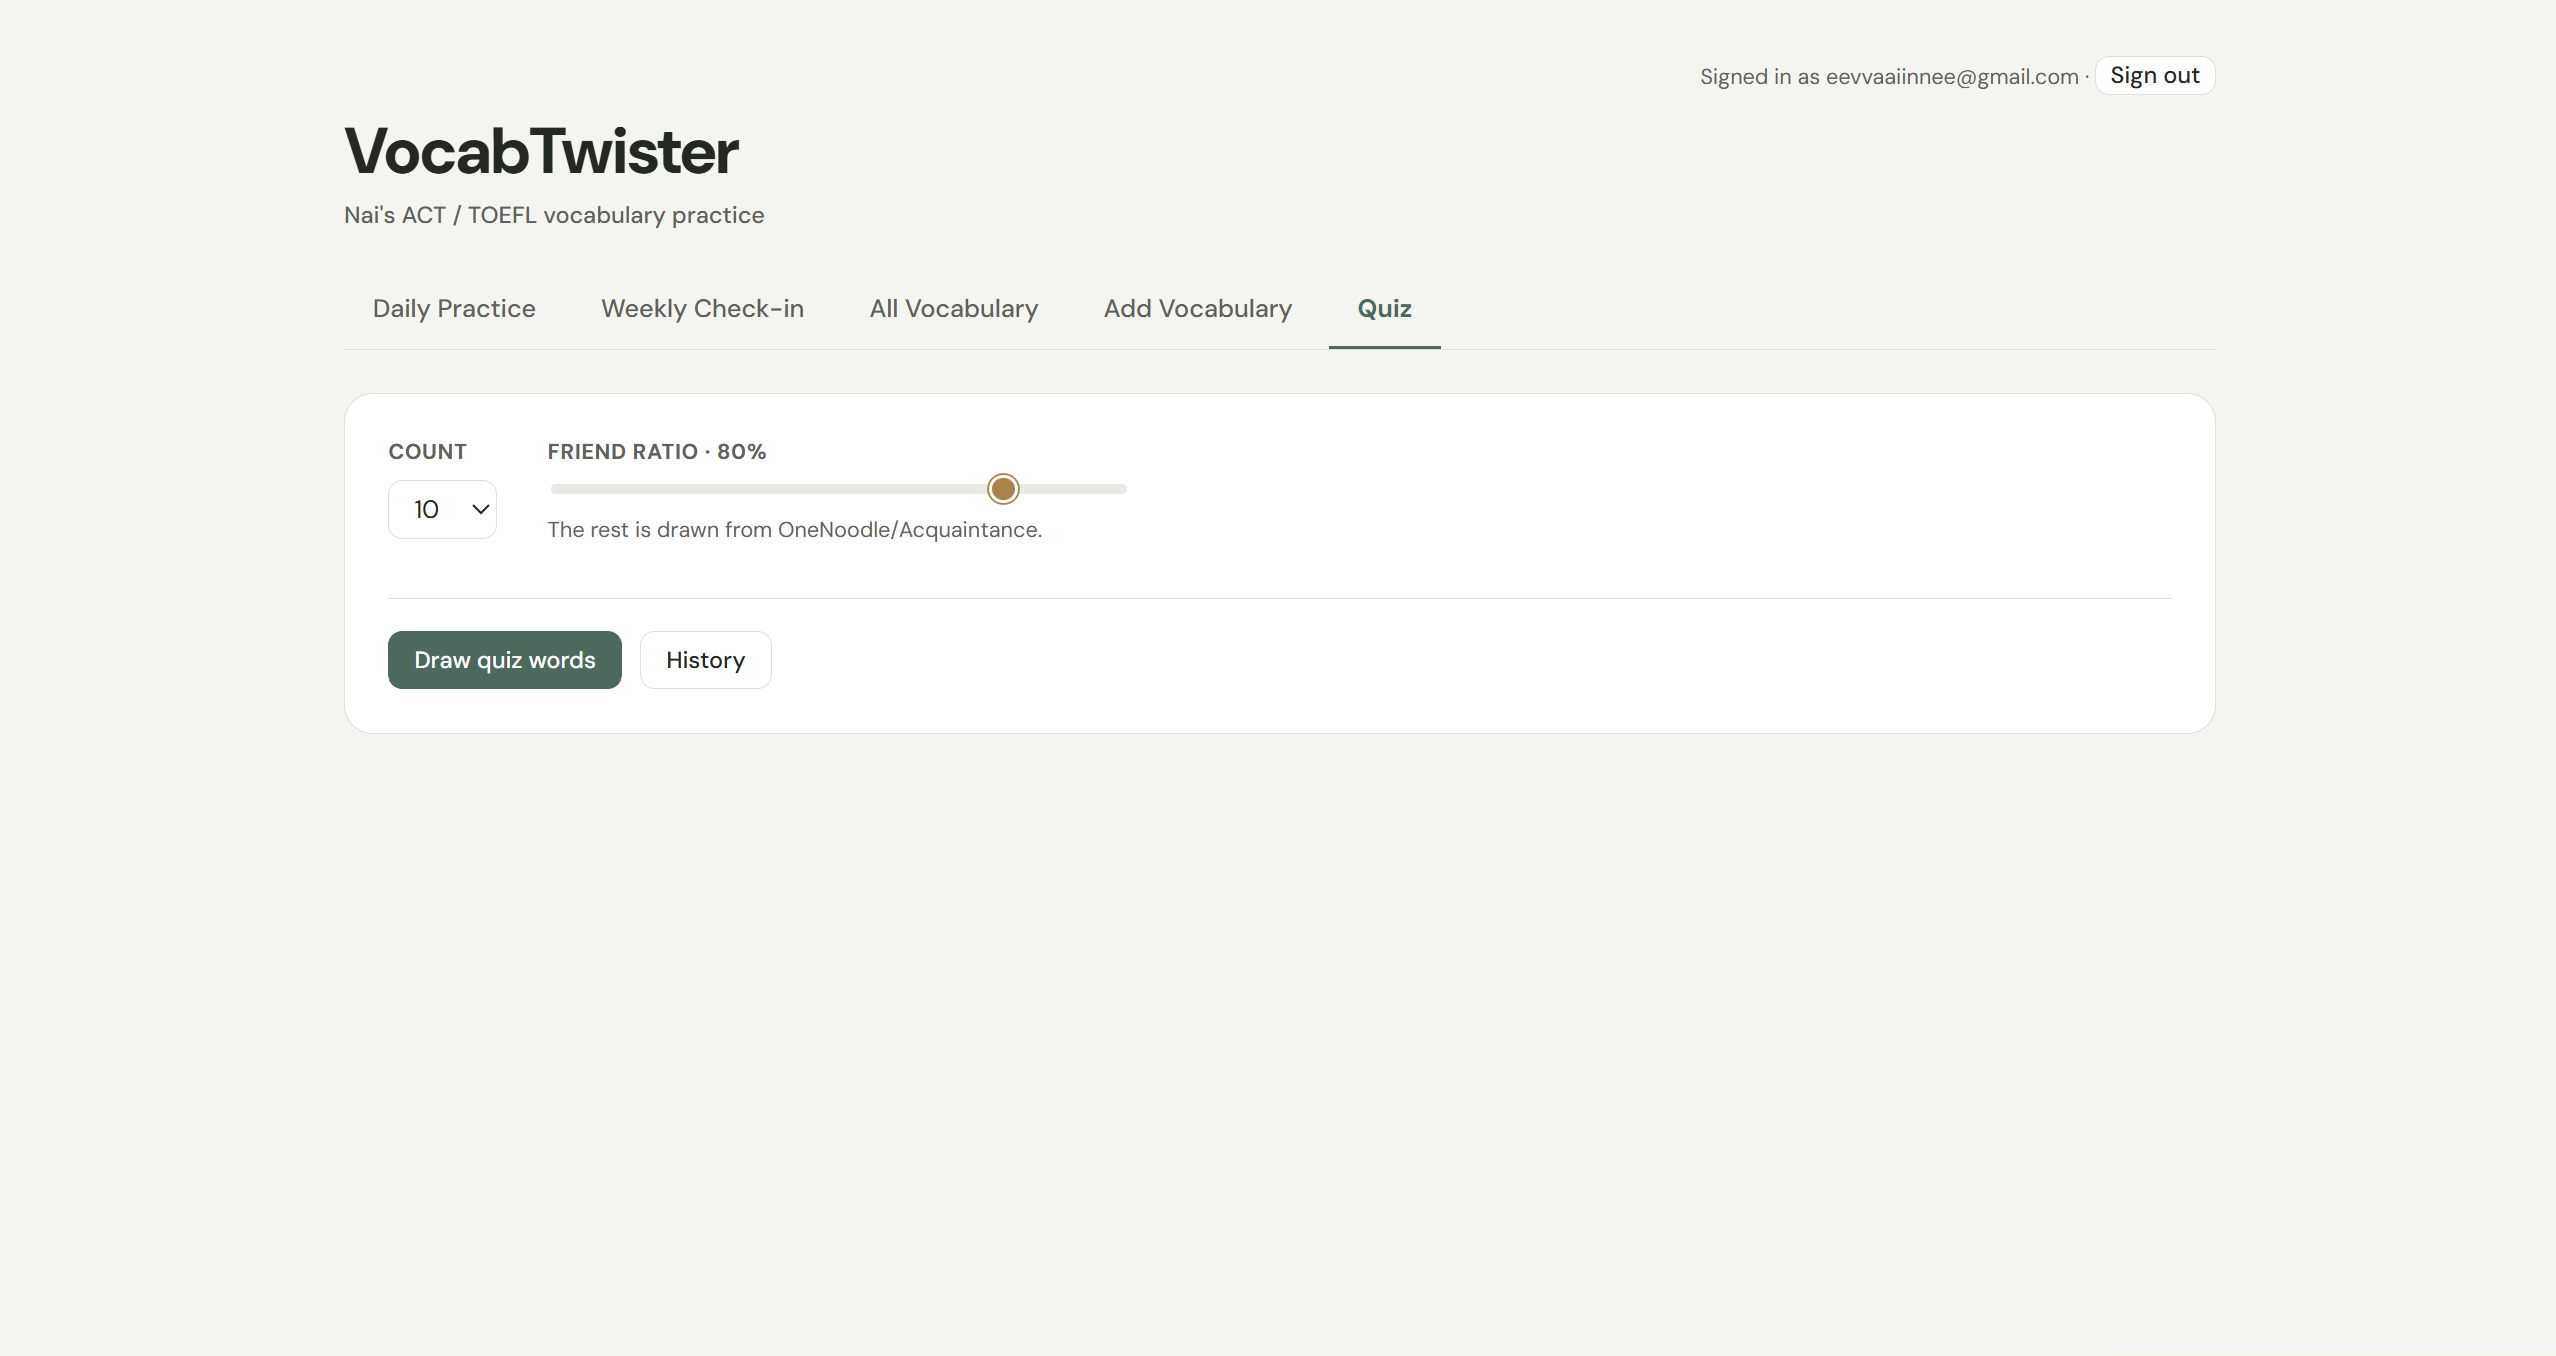 Signed in as eevvaaiinnee@gmail.com · Sign out
VocabTwister
Nai's ACT / TOEFL vocabulary practice
Daily Practice Weekly Check-in All Vocabulary Add Vocabulary Quiz
COUNT FRIEND RATIO · 80%
10
The rest is drawn from OneNoodle/Acquaintance.
Draw quiz words History